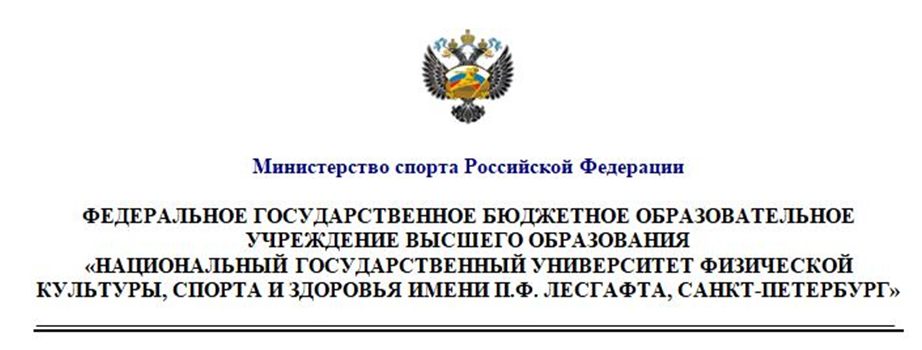 Министерство спорта Российской Федерации
ФЕДЕРАЛЬНОЕ ГОСУДАРСТВЕННОЕ БЮДЖЕТНОЕ ОБРАЗОВАТЕЛЬНОЕ
УЧРЕЖДЕНИЕ ВЫСШЕГО ОБРАЗОВАНИЯ
«НАЦИОНАЛЬНЫЙ ГОСУДАРСТВЕННЫЙ УНИВЕРСИТЕТ ФИЗИЧЕСКОЙ
КУЛЬТУРЫ, СПОРТА И ЗДОРОВЬЯ ИМЕНИ П.Ф. ЛЕСГАФТА, САНКТ-ПЕТЕРБУРГ»